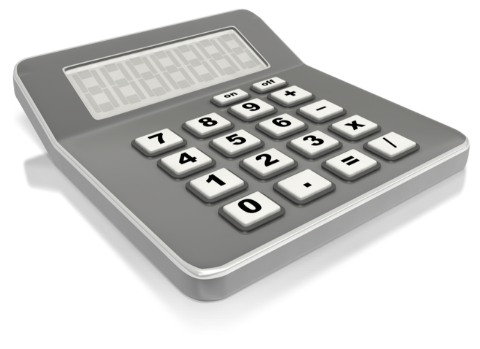 on off
7 8 9 +
4 5 6 -
1 2 3 x
0 . = /